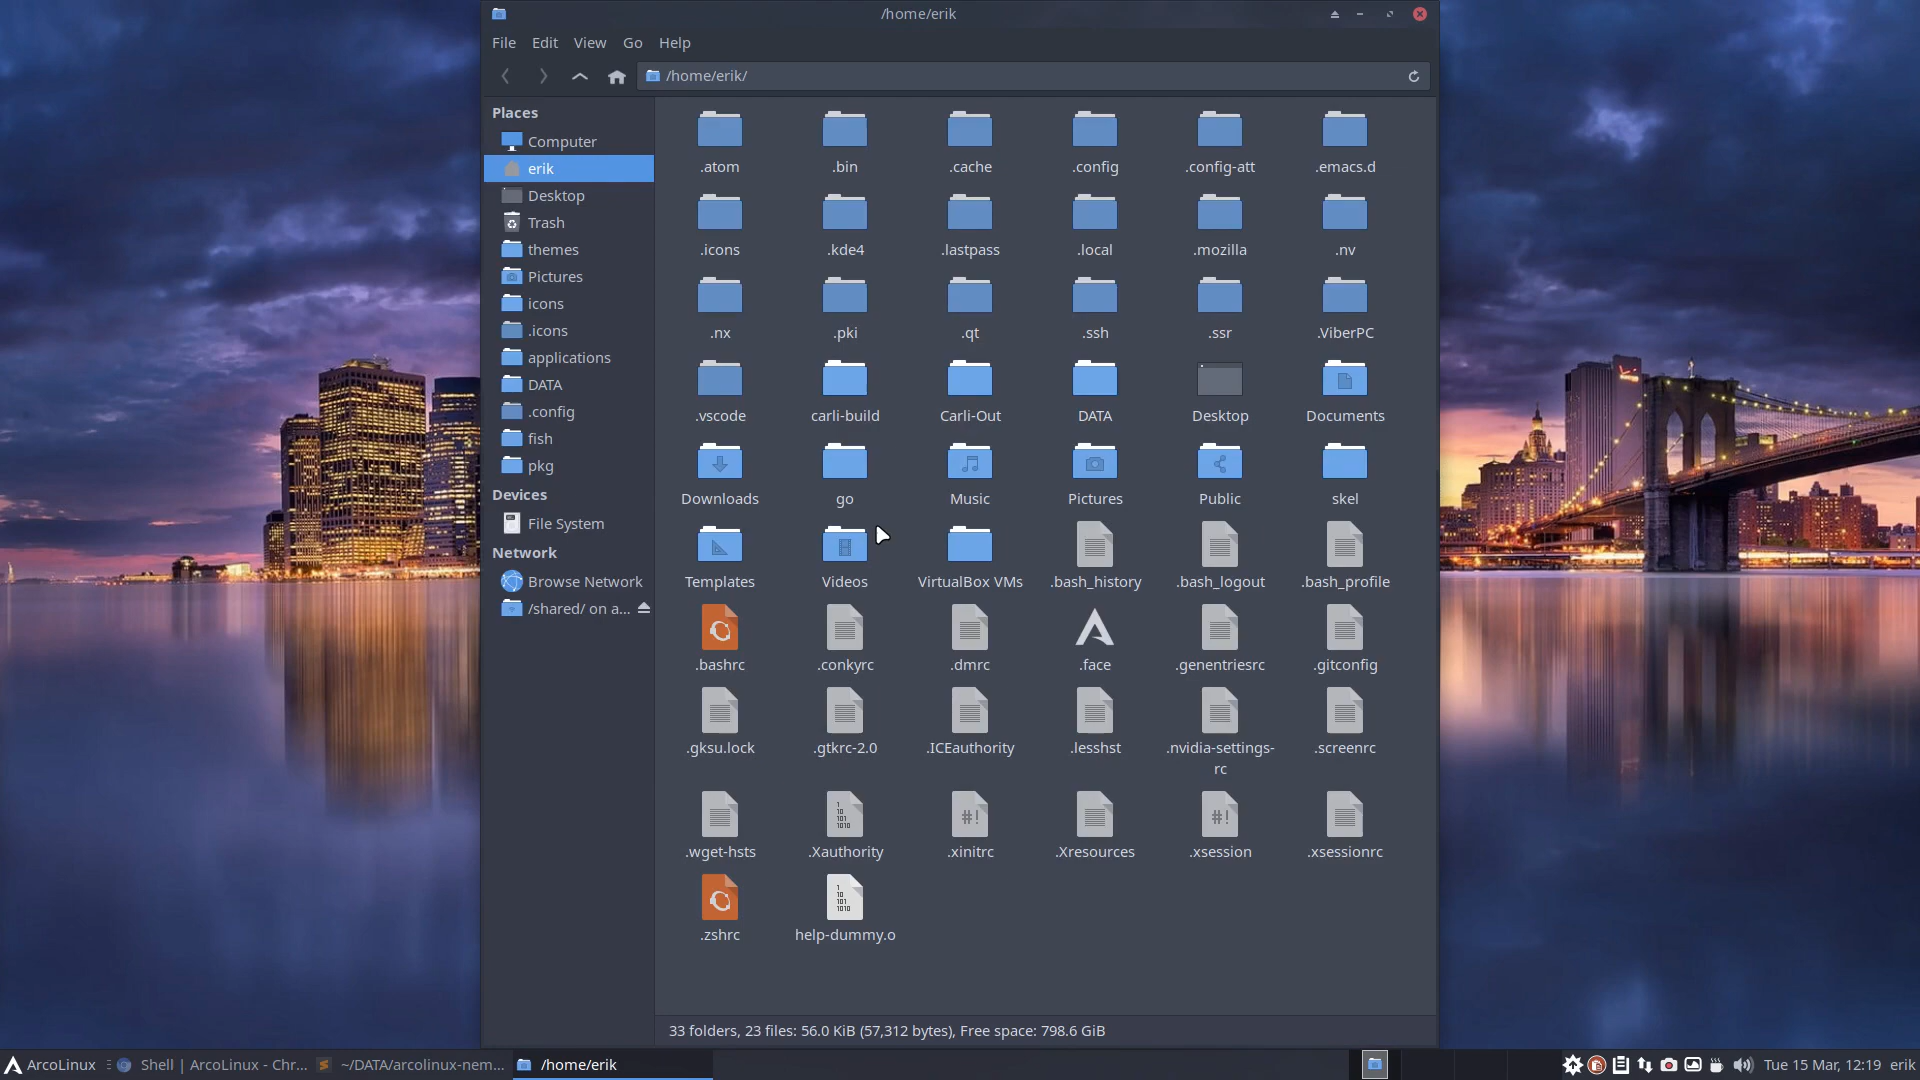 /home/erik
File Edit View Go Help
/home/erik/
Places
Computer
erik
Desktop
Trash
themes
Pictures
icons
.icons
applications
DATA
.config
fish
pkg
Devices
File System
Network
Browse Network
/shared/ on a...
.atom .bin .cache .config .config-att .emacs.d
.icons .kde4 .lastpass .local .mozilla .nv
.nx .pki .qt .ssh .ssr .ViberPC
.vscode carli-build Carli-Out DATA Desktop Documents
Downloads go Music Pictures Public skel
Templates Videos VirtualBox VMs .bash_history .bash_logout .bash_profile
.bashrc .conkyrc .dmrc .face .genentriesrc .gitconfig
.gksu.lock .gtkrc-2.0 .ICEauthority .lesshst .nvidia-settings- .screenrc
rc
.wget-hsts .Xauthority .xinitrc .Xresources .xsession .xsessionrc
.zshrc help-dummy.o
33 folders, 23 files: 56.0 KiB (57,312 bytes), Free space: 798.6 GiB
ArcoLinux Shell | ArcoLinux - Chr... ~/DATA/arcolinux-nem... /home/erik Tue 15 Mar, 12:19 erik